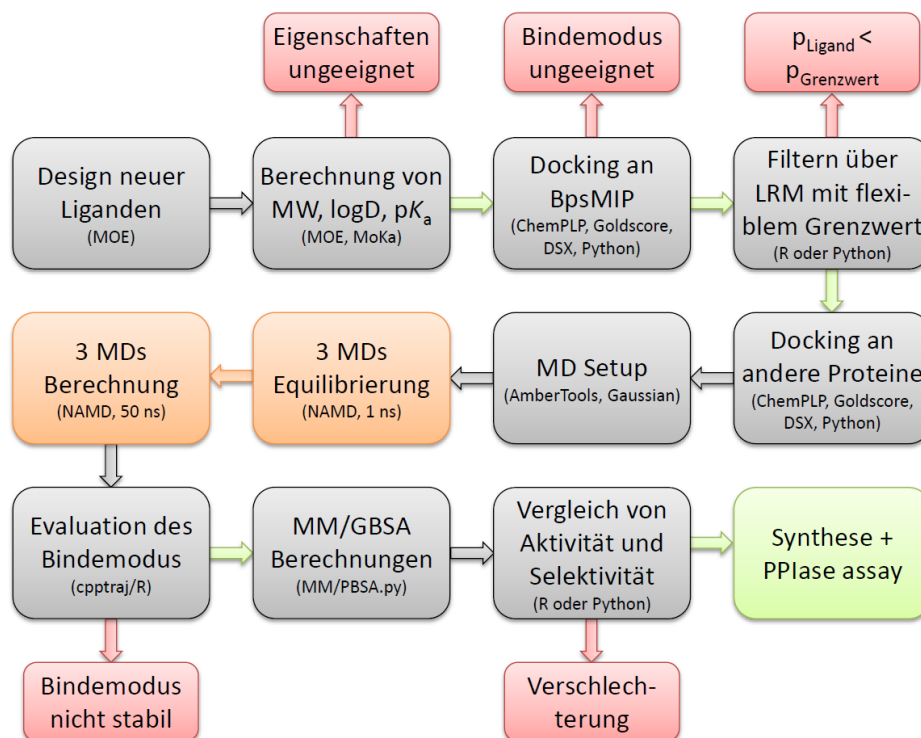 Eigenschaften
ungeeignet
Bindemodus
ungeeignet
pLigand <
pGrenzwert
Design neuer
Liganden
(MOE)
Berechnung von
MW, logD, pKa
(MOE, MoKa)
Docking an
BpsMIP
(ChemPLP, Goldscore,
DSX, Python)
Filtern über
LRM mit flexi-
blem Grenzwert
(R oder Python)
3 MDs
Berechnung
(NAMD, 50 ns)
3 MDs
Equilibrierung
(NAMD, 1 ns)
MD Setup
(AmberTools, Gaussian)
Docking an
andere Proteine
(ChemPLP, Goldscore,
DSX, Python)
Evaluation des
Bindemodus
(cpptraj/R)
MM/GBSA
Berechnungen
(MM/PBSA.py)
Vergleich von
Aktivität und
Selektivität
(R oder Python)
Synthese +
PPIase assay
Bindemodus
nicht stabil
Verschlech-
terung